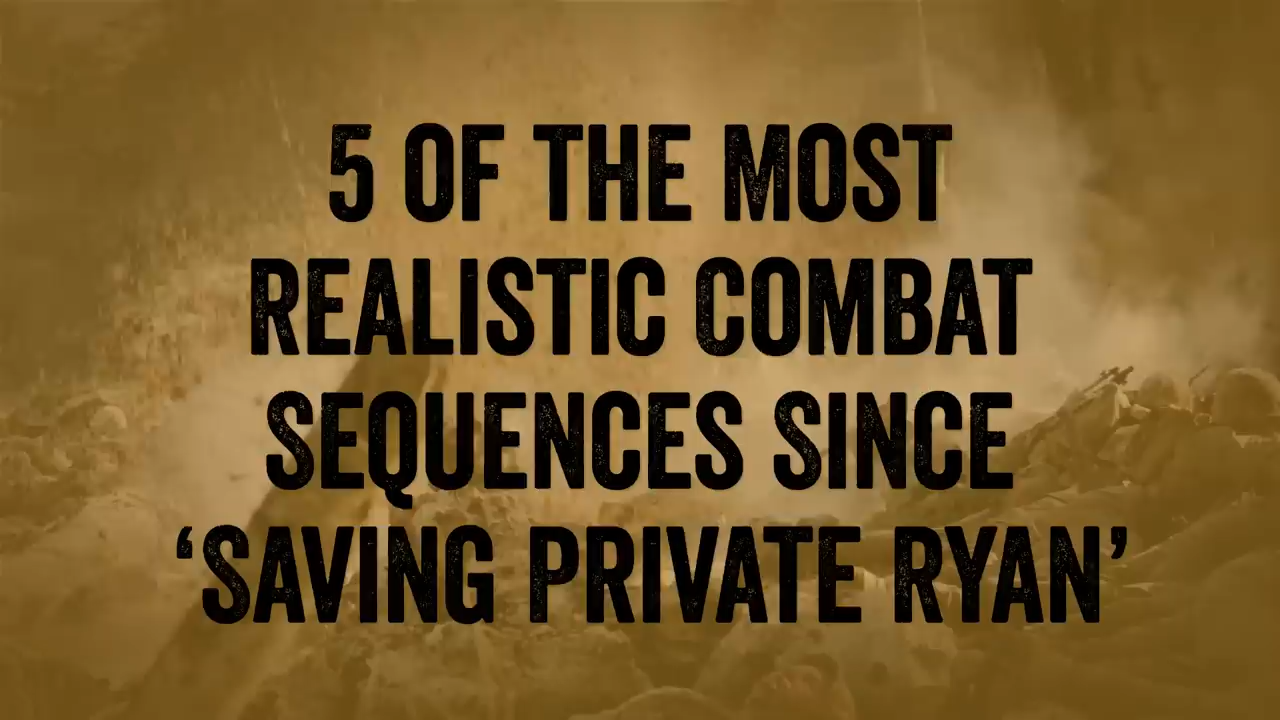 5 OF THE MOST
REALISTIC COMBAT
SEQUENCES SINCE
‘SAVING PRIVATE RYAN’